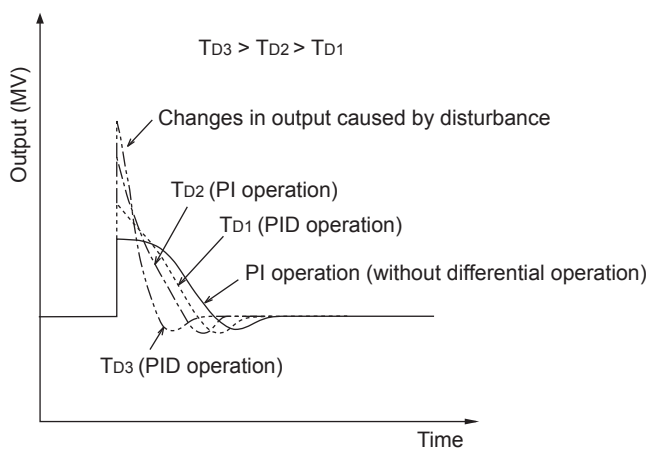 TD3 > TD2 > TD1
Output (MV)
Changes in output caused by disturbance
TD2 (PI operation)
TD1 (PID operation)
PI operation (without differential operation)
TD3 (PID operation)
Time